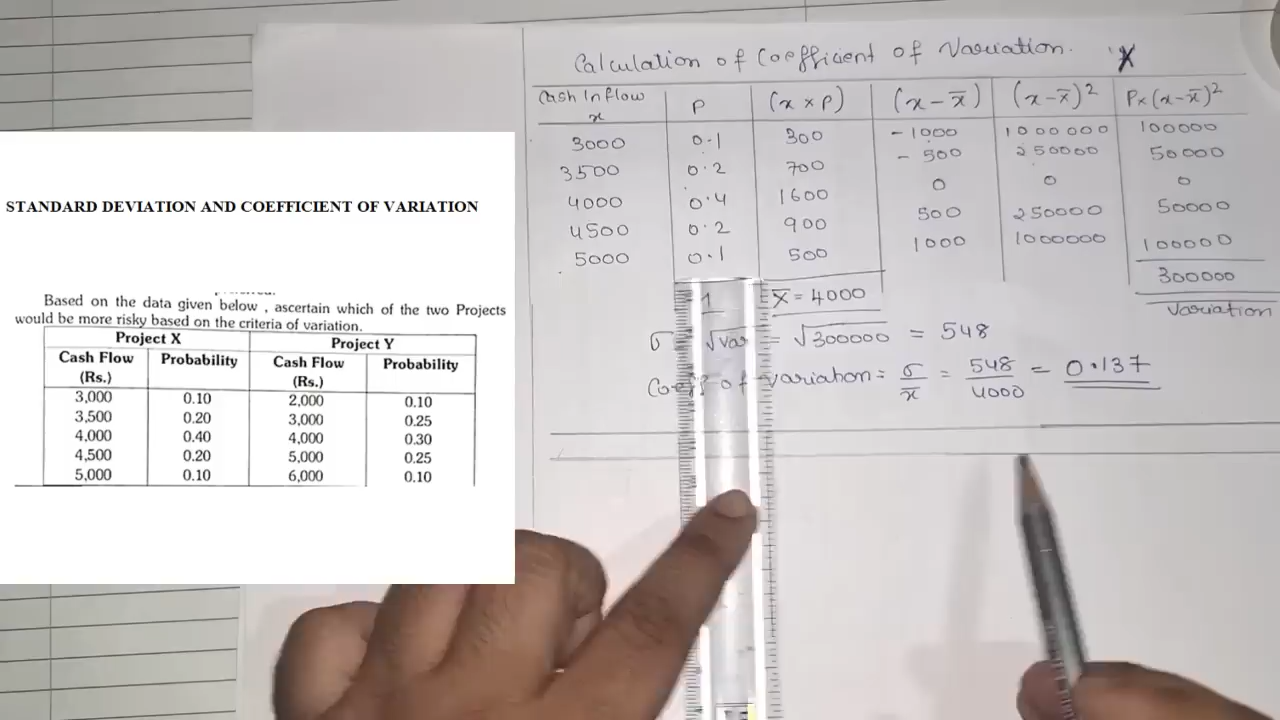 STANDARD DEVIATION AND COEFFICIENT OF VARIATION
Based on the data given below , ascertain which of the two Projects
would be more risky based on the criteria of variation.
Project X Project Y
Cash Flow (Rs.) Probability Cash Flow (Rs.) Probability
3,000 0.10 2,000 0.10
3,500 0.20 3,000 0.25
4,000 0.40 4,000 0.30
4,500 0.20 5,000 0.25
5,000 0.10 6,000 0.10
Calculation of Coefficient of Variation. X
Cash Inflow x P (x × P) (x - x̄) (x - x̄)² P×(x - x̄)²
3000 0.1 300 -1000 1000000 100000
3500 0.2 700 -500 250000 50000
4000 0.4 1600 0 0 0
4500 0.2 900 500 250000 50000
5000 0.1 500 1000 1000000 100000
1 x̄ = 4000 300000
Variation
σ = √var = √300000 = 548
Coeff of variation = σ/x̄ = 548/4000 = 0.137